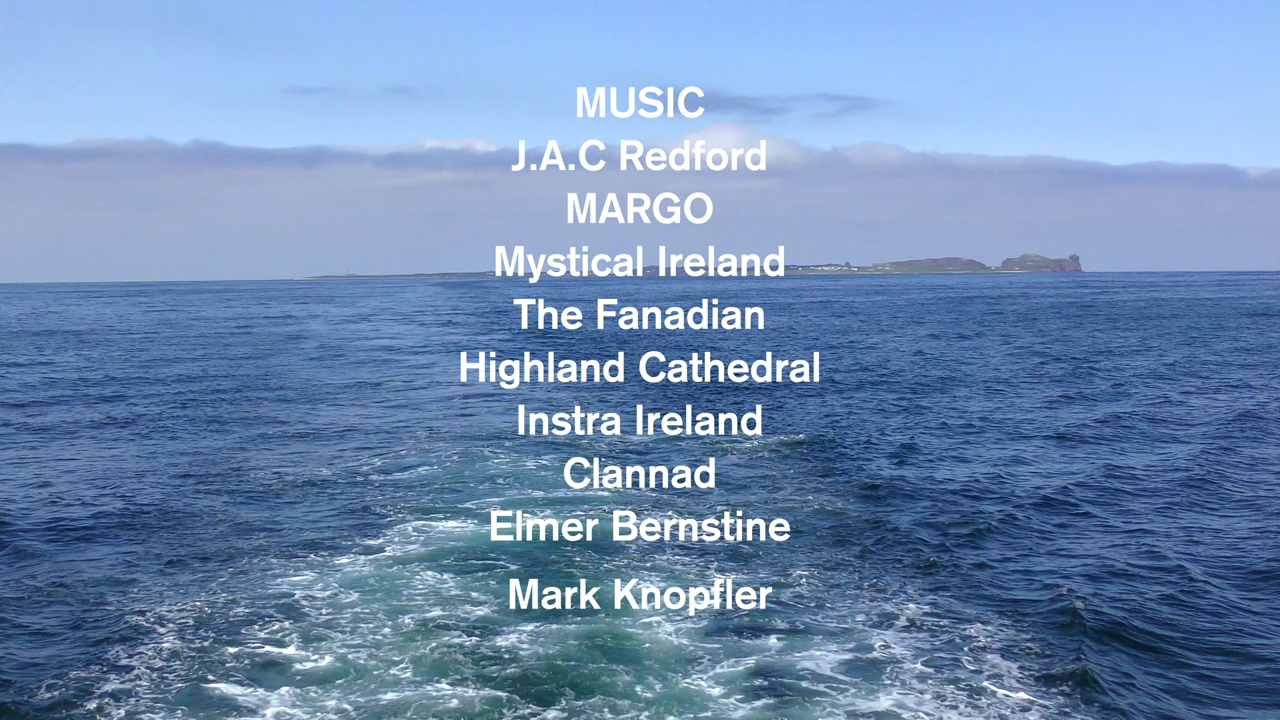 MUSIC
J.A.C Redford
MARGO
Mystical Ireland
The Fanadian
Highland Cathedral
Instra Ireland
Clannad
Elmer Bernstine
Mark Knopfler